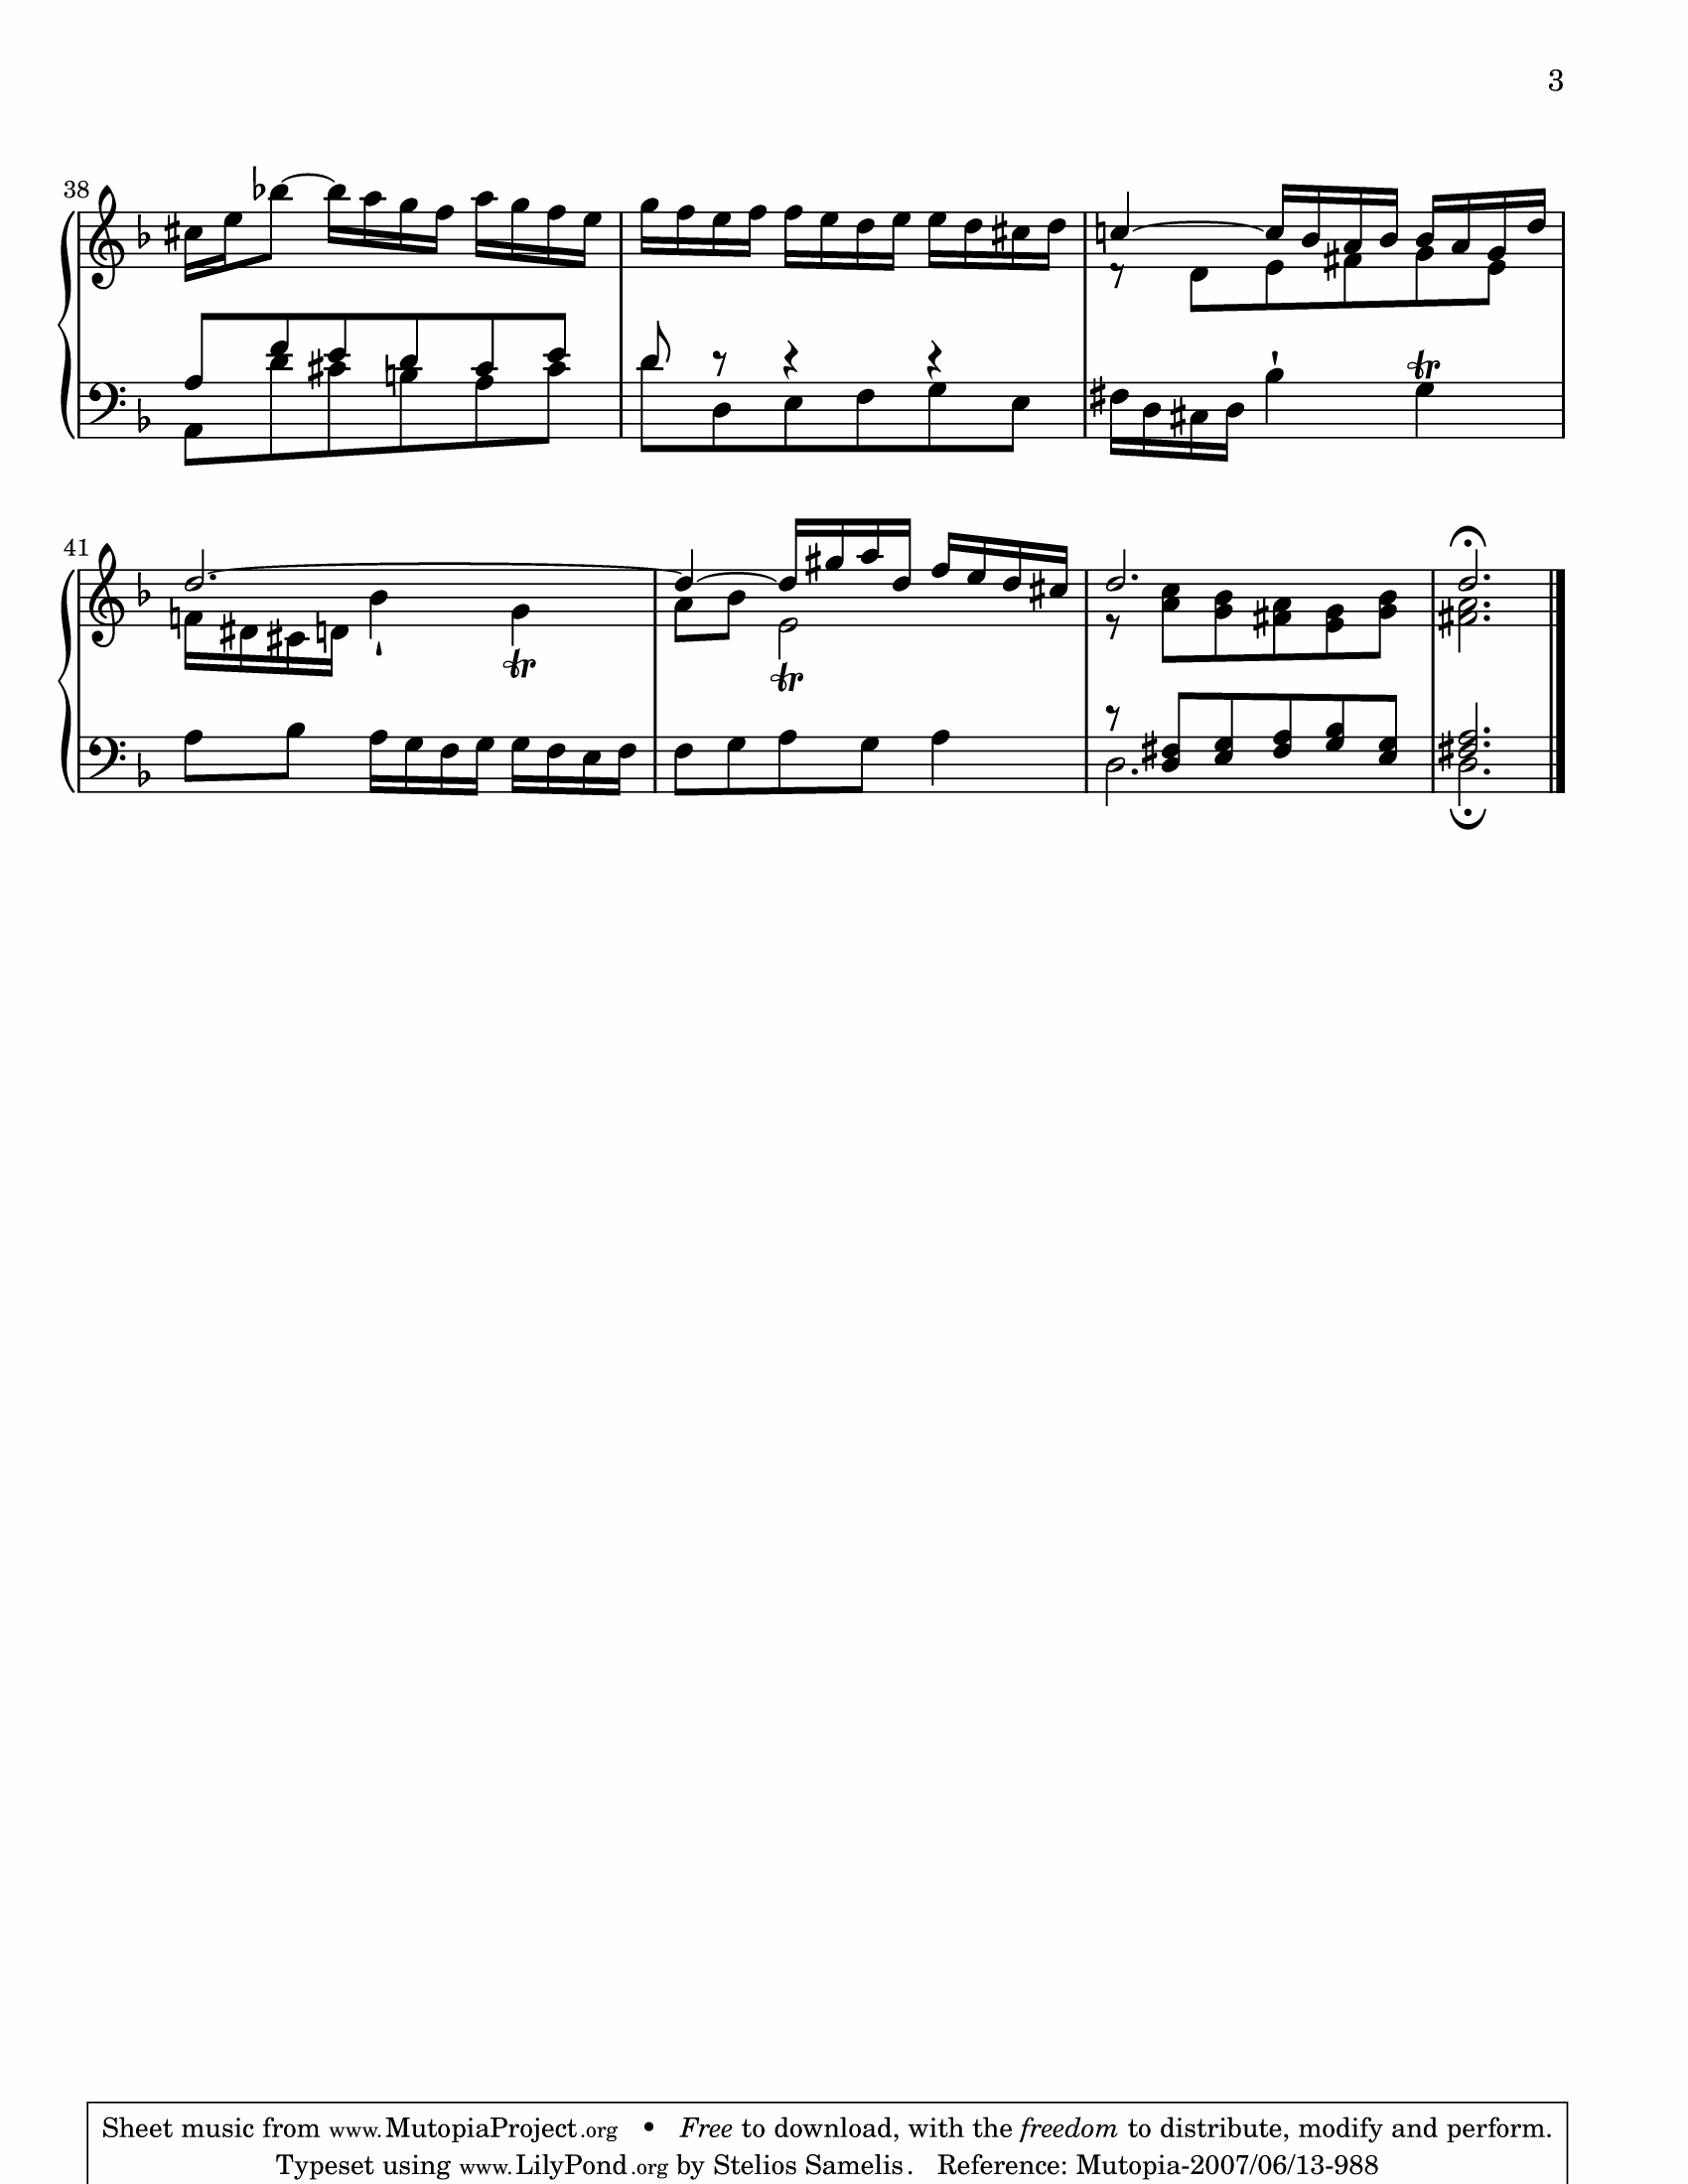 3
38
41
Sheet music from www.MutopiaProject.org • Free to download, with the freedom to distribute, modify and perform.
Typeset using www.LilyPond.org by Stelios Samelis. Reference: Mutopia-2007/06/13-988